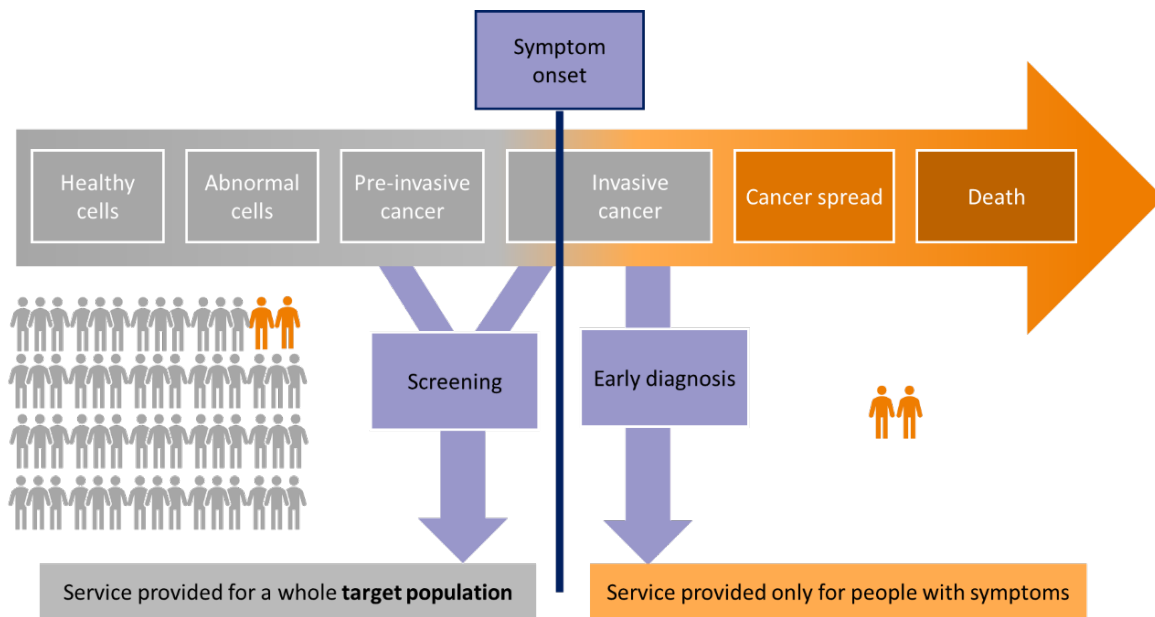 Symptom
onset
Healthy
cells
Abnormal
cells
Pre-invasive
cancer
Invasive
cancer
Cancer spread
Death
Screening
Early diagnosis
Service provided for a whole target population
Service provided only for people with symptoms